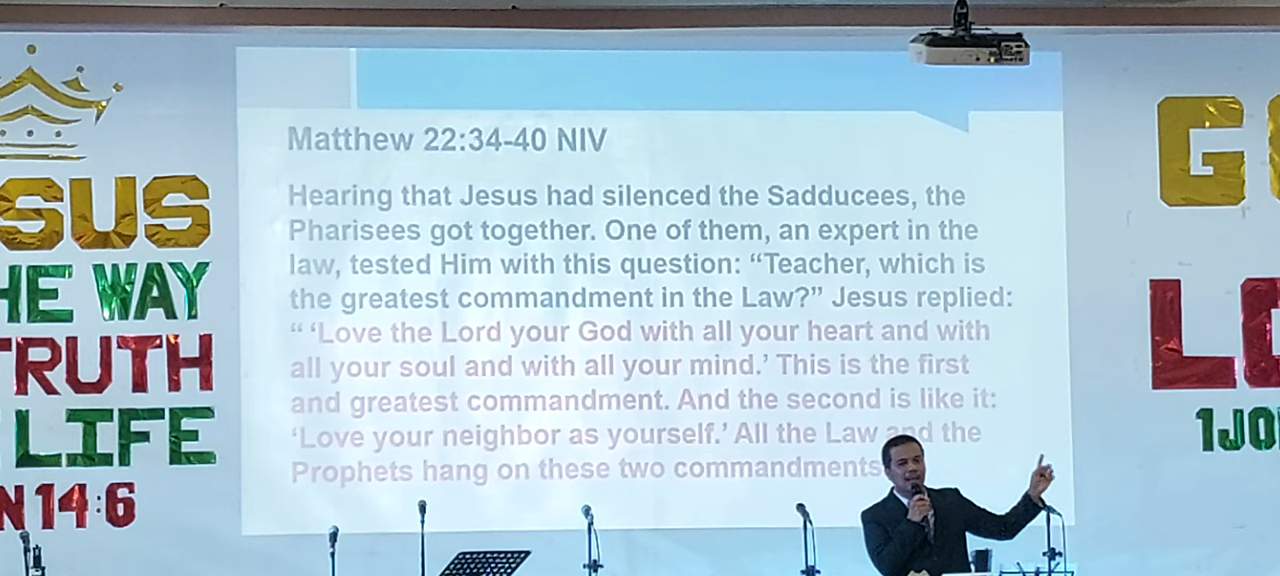 SUS
HE WAY
TRUTH
LIFE
N 14:6
Matthew 22:34-40 NIV
Hearing that Jesus had silenced the Sadducees, the
Pharisees got together. One of them, an expert in the
law, tested Him with this question: “Teacher, which is
the greatest commandment in the Law?” Jesus replied:
“ ‘Love the Lord your God with all your heart and with
all your soul and with all your mind.’ This is the first
and greatest commandment. And the second is like it:
‘Love your neighbor as yourself.’ All the Law and the
Prophets hang on these two commandments
G
LO
1JO